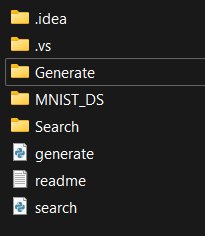 .idea
.vs
Generate
MNIST_DS
Search
generate
readme
search